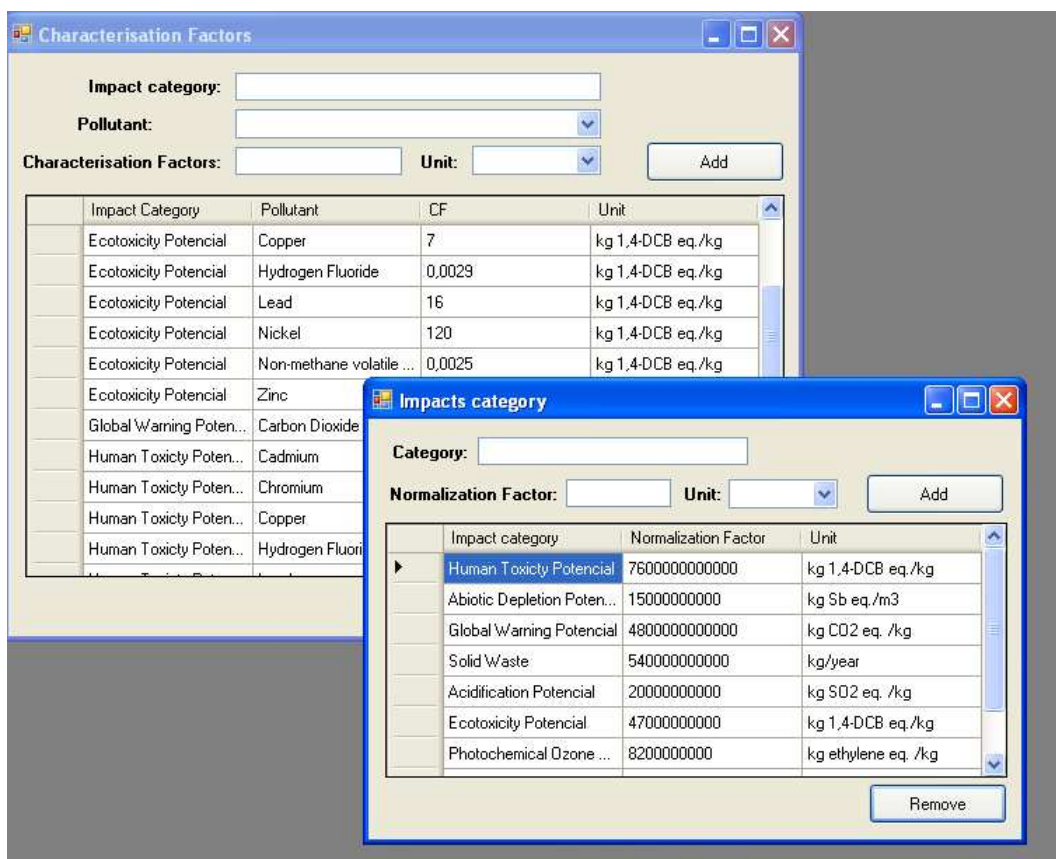 Characterisation Factors
Impact category:
Pollutant:
Characterisation Factors: Unit: Add
Impact Category Pollutant CF Unit
Ecotoxicity Potencial Copper 7 kg 1,4-DCB eq./kg
Ecotoxicity Potencial Hydrogen Fluoride 0,0029 kg 1,4-DCB eq./kg
Ecotoxicity Potencial Lead 16 kg 1,4-DCB eq./kg
Ecotoxicity Potencial Nickel 120 kg 1,4-DCB eq./kg
Ecotoxicity Potencial Non-methane volatile ... 0,0025 kg 1,4-DCB eq./kg
Ecotoxicity Potencial Zinc
Global Warning Poten... Carbon Dioxide
Human Toxicty Poten... Cadmium
Human Toxicty Poten... Chromium
Human Toxicty Poten... Copper
Human Toxicty Poten... Hydrogen Fluori
Impacts category
Category:
Normalization Factor: Unit: Add
Impact category Normalization Factor Unit
Human Toxicty Potencial 7600000000000 kg 1,4-DCB eq./kg
Abiotic Depletion Poten... 15000000000 kg Sb eq./m3
Global Warning Potencial 4800000000000 kg CO2 eq. /kg
Solid Waste 540000000000 kg/year
Acidification Potencial 20000000000 kg SO2 eq. /kg
Ecotoxicity Potencial 47000000000 kg 1,4-DCB eq./kg
Photochemical Ozone ... 8200000000 kg ethylene eq. /kg
Remove